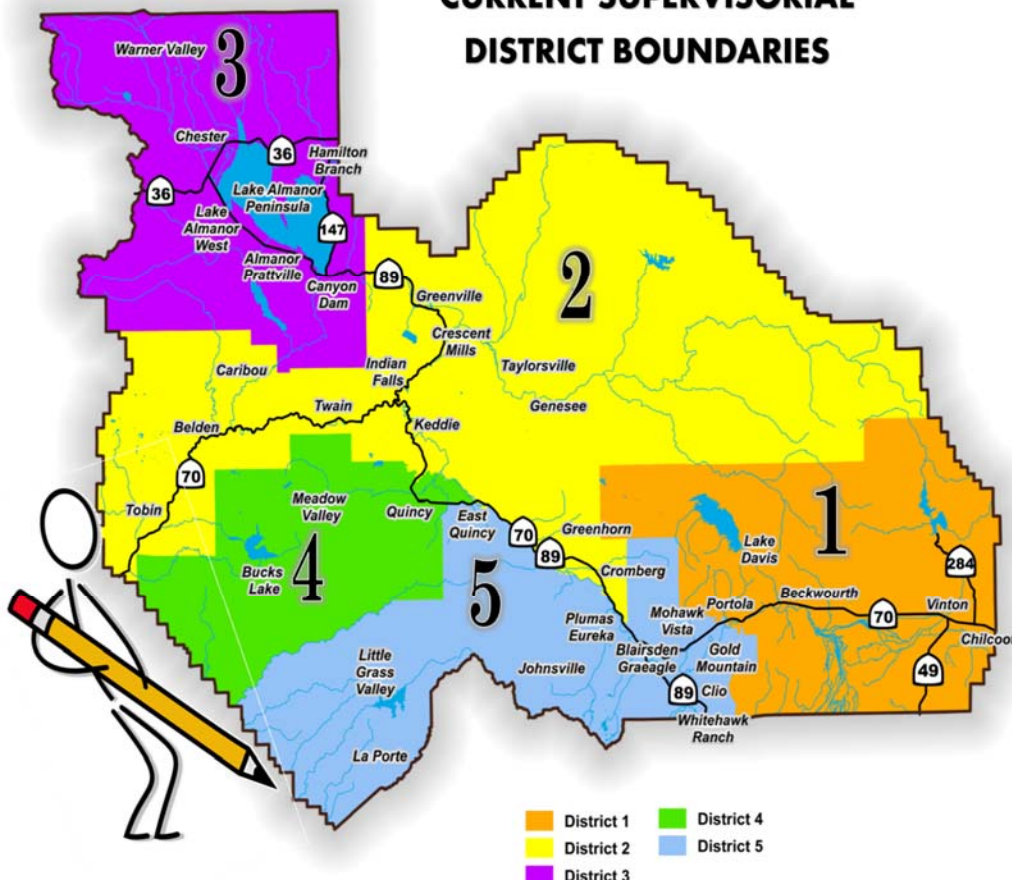 CURRENT SUPERVISORIAL
DISTRICT BOUNDARIES
3
Warner Valley
Chester
36
Hamilton
Branch
36
Lake Almanor
Peninsula
Lake
Almanor
West
147
Almanor
Prattville
Canyon
Dam
89
Greenville
2
Crescent
Mills
Caribou
Indian
Falls
Taylorsville
Twain
Genesee
Belden
Keddie
70
Tobin
Meadow
Valley
Quincy
East
Quincy
70
89
Greenhorn
1
Lake
Davis
Bucks
Lake
4
5
Cromberg
284
Plumas
Eureka
Mohawk
Vista
Portola
Beckwourth
70
Vinton
Chilcoot
Blairsden
Graeagle
Gold
Mountain
49
Little
Grass
Valley
Johnsville
89
Clio
Whitehawk
Ranch
La Porte
District 1
District 2
District 3
District 4
District 5